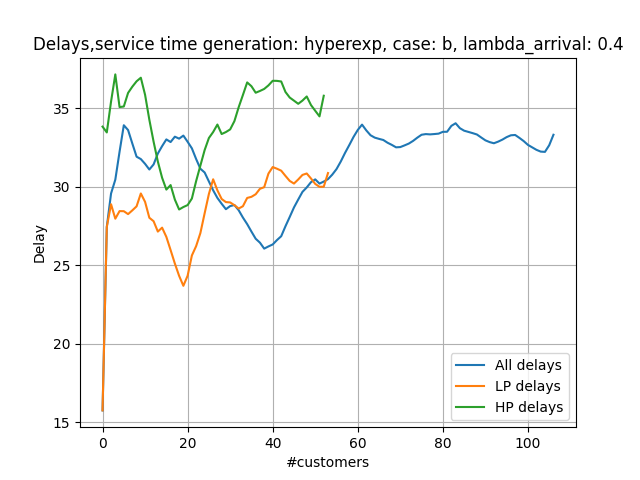 Delays,service time generation: hyperexp, case: b, lambda_arrival: 0.4
Delay
35
30
25
20
15
0 20 40 60 80 100
#customers
All delays
LP delays
HP delays